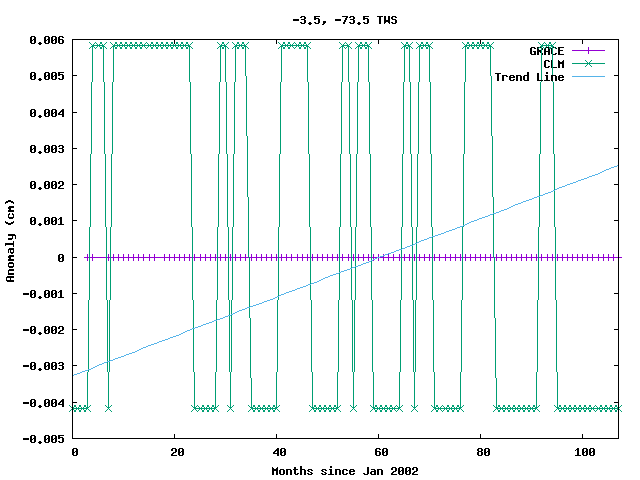 -3.5, -73.5 TWS
GRACE
CLM
Trend Line
0.006
0.005
0.004
0.003
0.002
0.001
0
-0.001
-0.002
-0.003
-0.004
-0.005
Anomaly (cm)
0 20 40 60 80 100
Months since Jan 2002